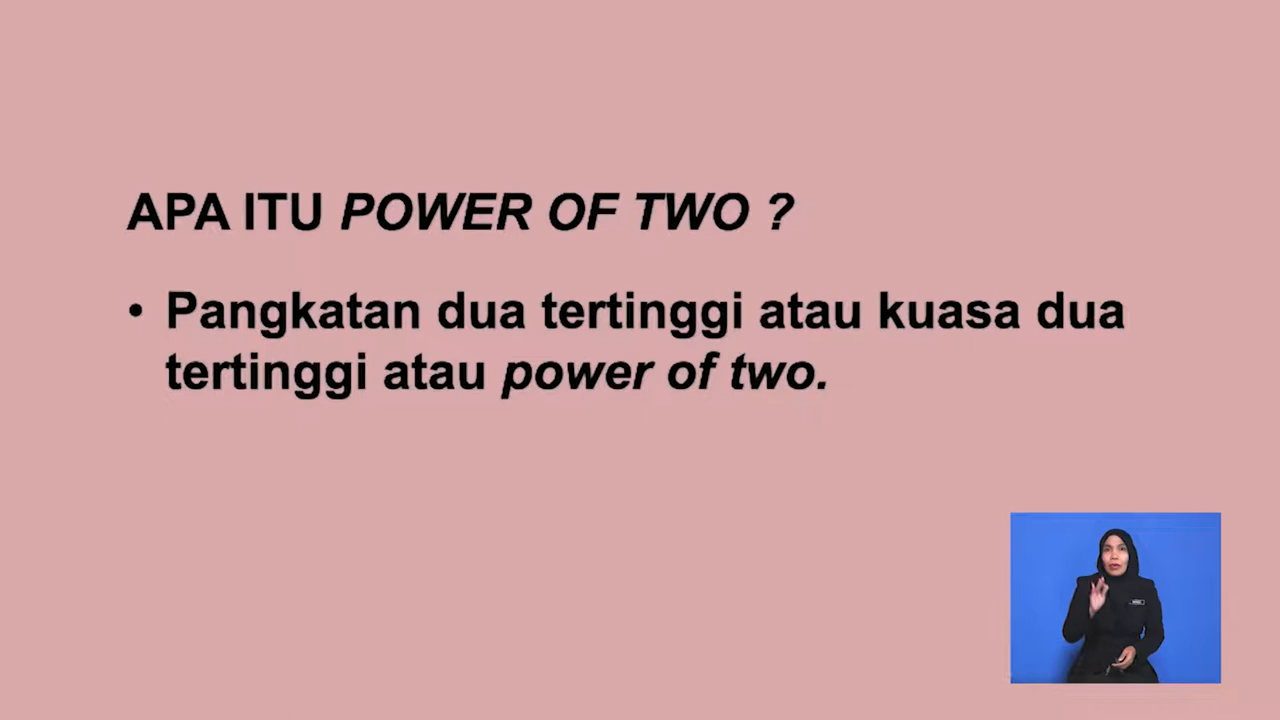 APA ITU POWER OF TWO ?
• Pangkatan dua tertinggi atau kuasa dua
tertinggi atau power of two.